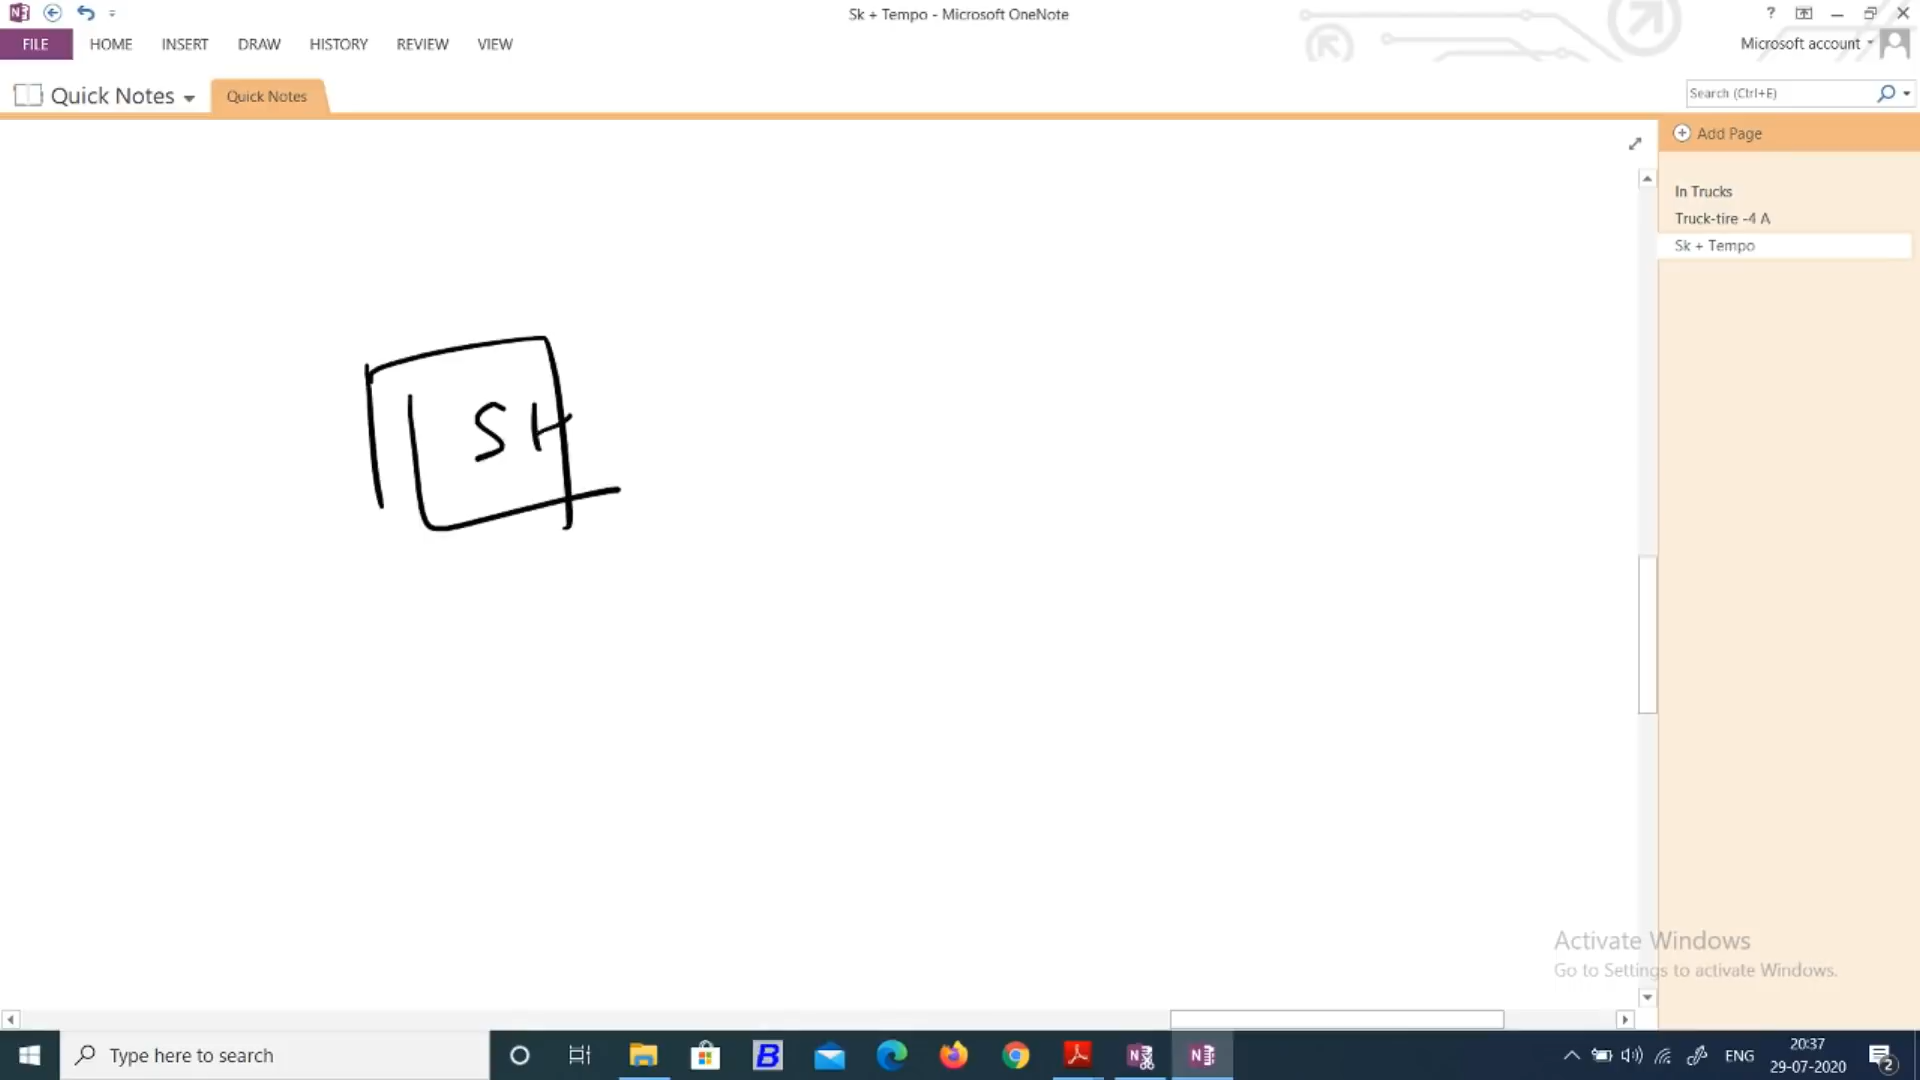 Sk + Tempo - Microsoft OneNote
?
FILE HOME INSERT DRAW HISTORY REVIEW VIEW
Microsoft account
Quick Notes
Quick Notes
Search (Ctrl+E)
Add Page
In Trucks
Truck-tire -4 A
Sk + Tempo
SH
Activate Windows
Go to Settings to activate Windows.
Type here to search
ENG
20:37
29-07-2020
2